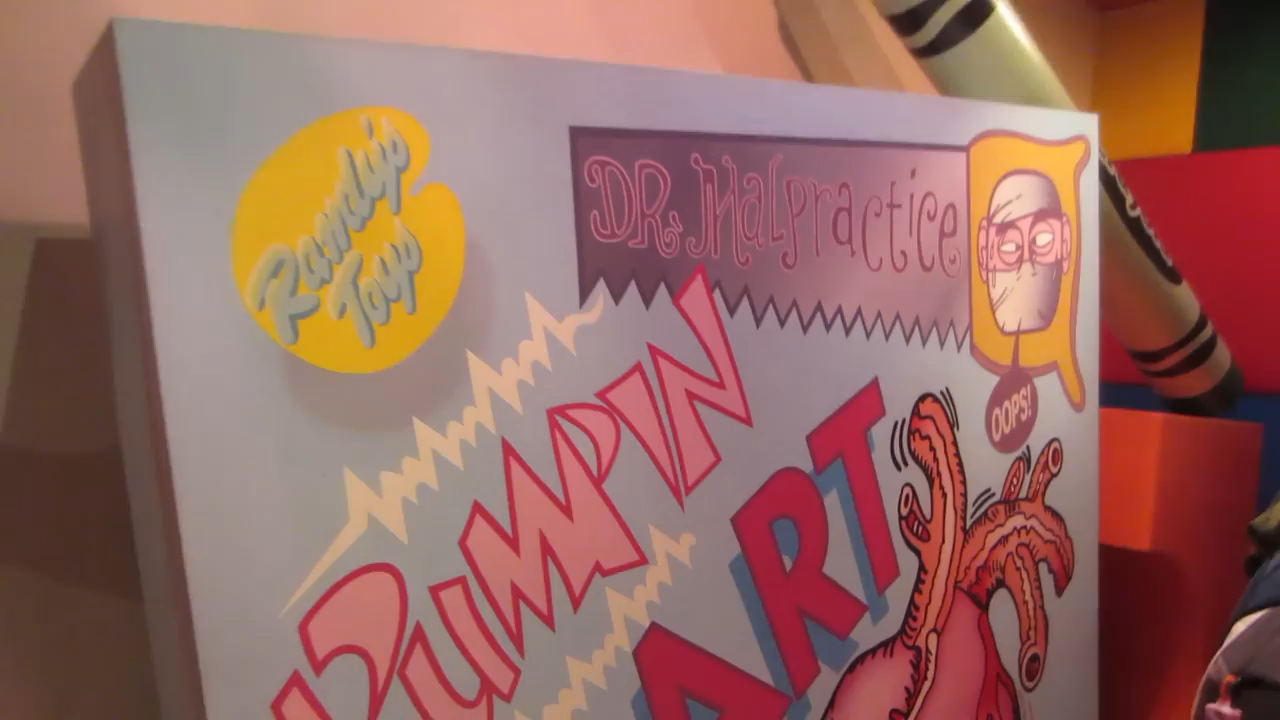 Randy's
Toys
DR. Malpractice
OOPS!
PUMPIN
ART